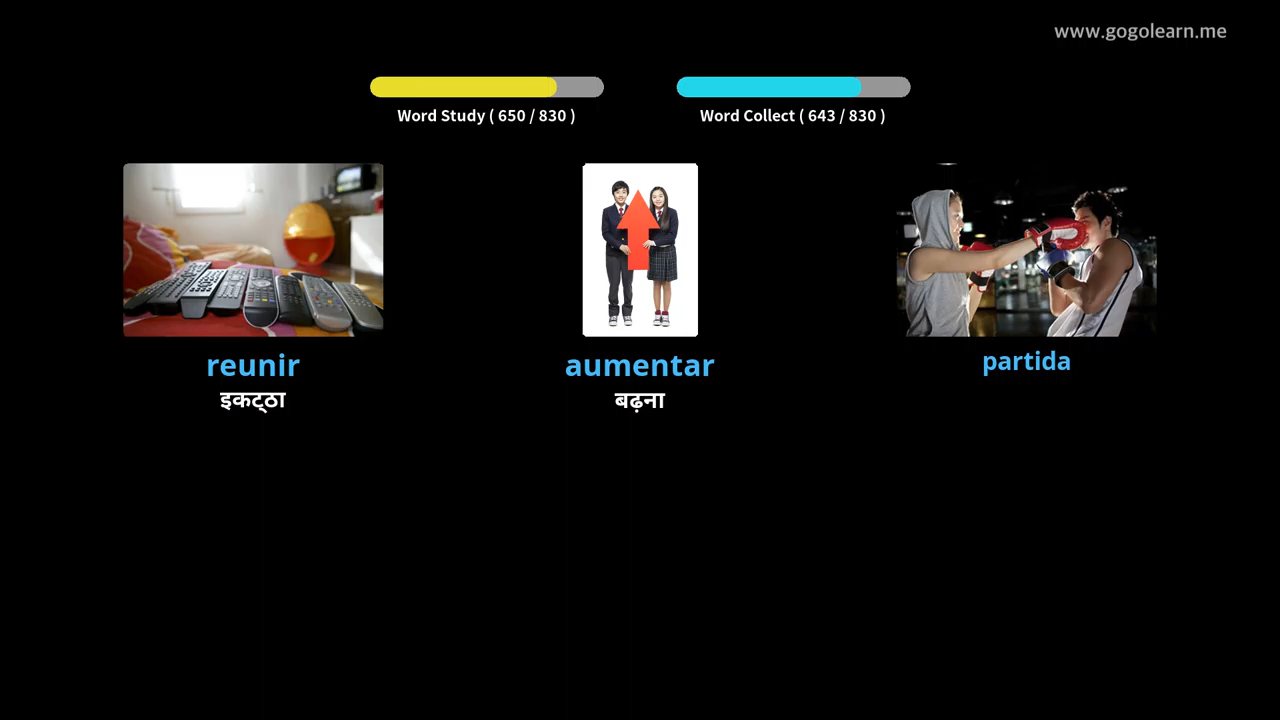 www.gogolearn.me
Word Study ( 650 / 830 )
Word Collect ( 643 / 830 )
reunir
aumentar
partida
इकट्ठा
बढ़ना